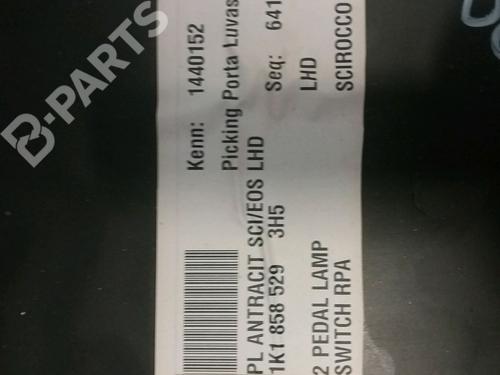 B-PARTS
Kenn: 1440152
Picking Porta Luvas
Seq: 641
LHD
SCIROCCO
PL ANTRACIT SCI/EOS LHD
1K1 858 529 3H5
2 PEDAL LAMP
SWITCH RPA